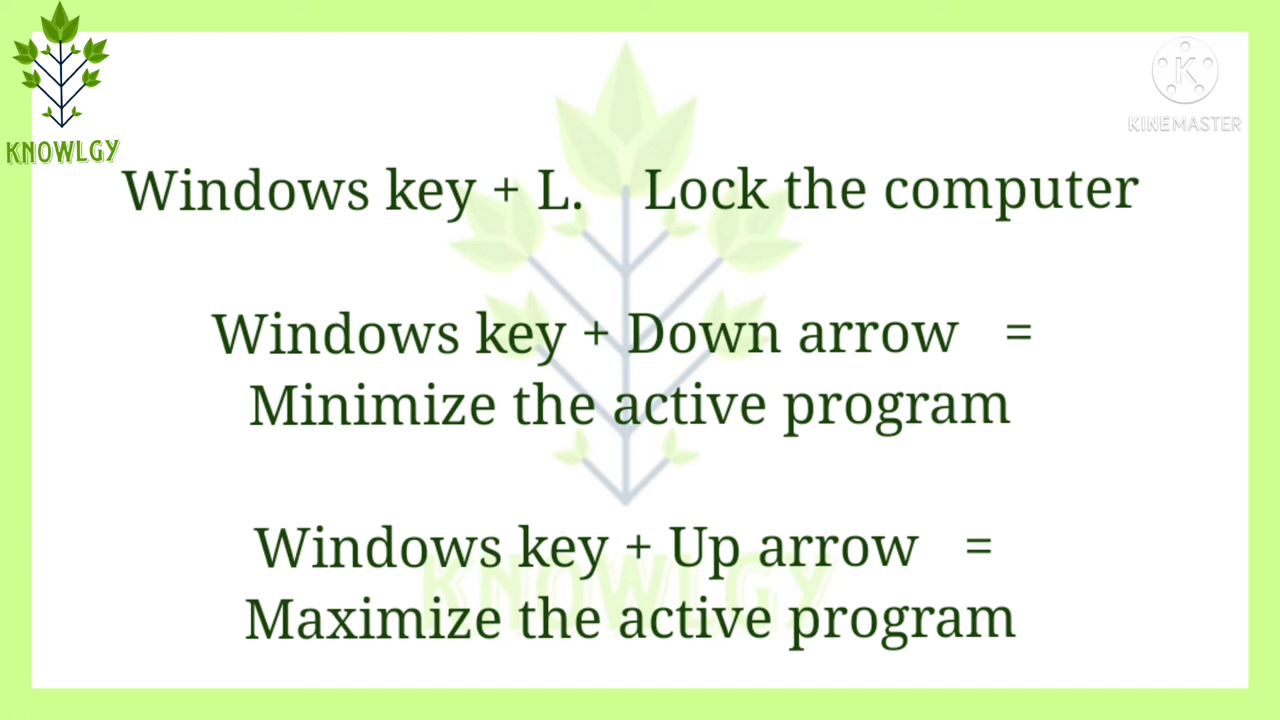 KNOWLGY
KINEMASTER
Windows key + L. Lock the computer
Windows key + Down arrow =
Minimize the active program
Windows key + Up arrow =
Maximize the active program
KNOWLGY